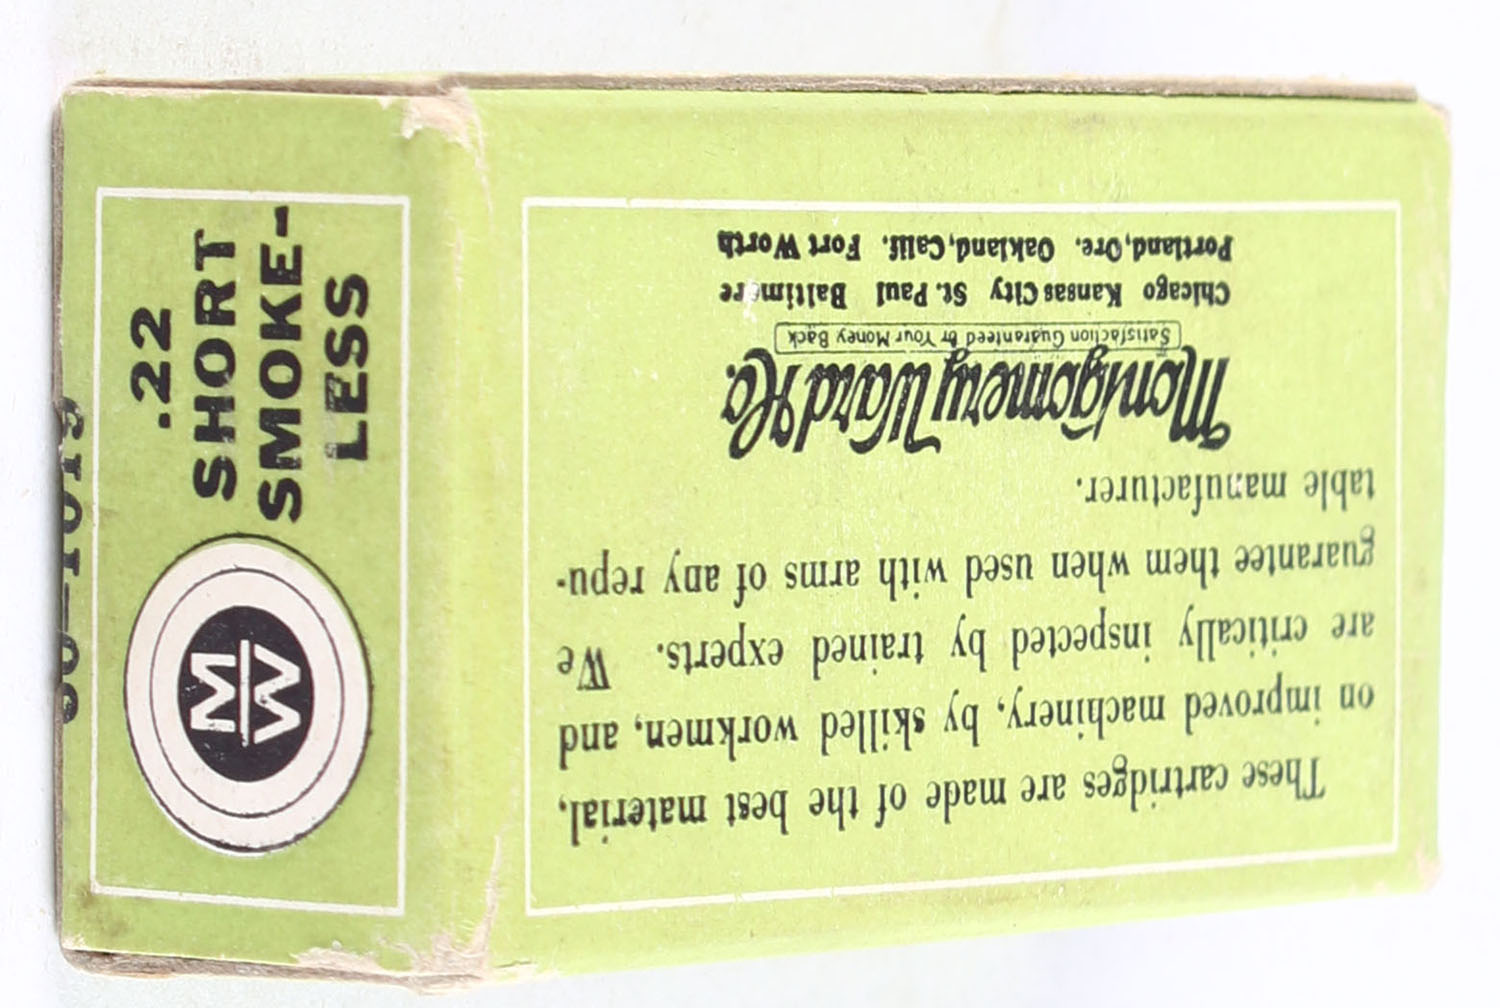 .22
SHORT
SMOKE-
LESS
M
W
These cartridges are made of the best material,
on improved machinery, by skilled workmen, and
are critically inspected by trained experts. We
guarantee them when used with arms of any repu-
table manufacturer.
Montgomery Ward & Co.
Satisfaction Guaranteed or Your Money Back
Chicago Kansas City St. Paul Baltimore
Portland, Ore. Oakland, Calif. Fort Worth